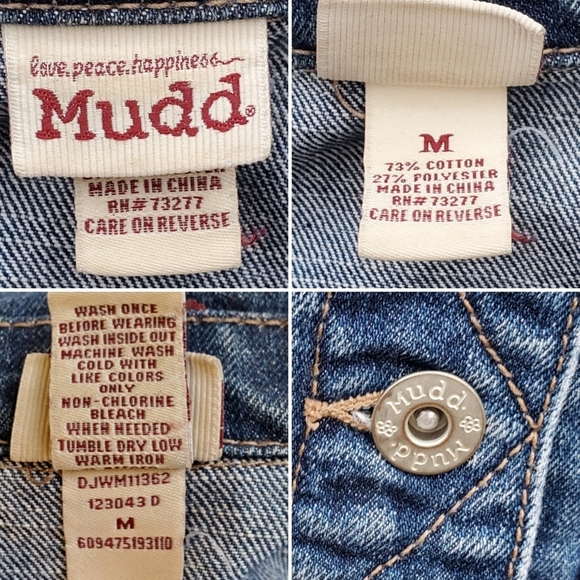 love.peace.happiness
Mudd®
MADE IN CHINA
RN# 73277
CARE ON REVERSE
M
73% COTTON
27% POLYESTER
MADE IN CHINA
RN# 73277
CARE ON REVERSE
WASH ONCE
BEFORE WEARING
WASH INSIDE OUT
MACHINE WASH
COLD WITH
LIKE COLORS
ONLY
NON-CHLORINE
BLEACH
WHEN NEEDED
TUMBLE DRY LOW
WARM IRON
DJWM11362
123043 D
M
609475193110
Mudd.
Mudd.